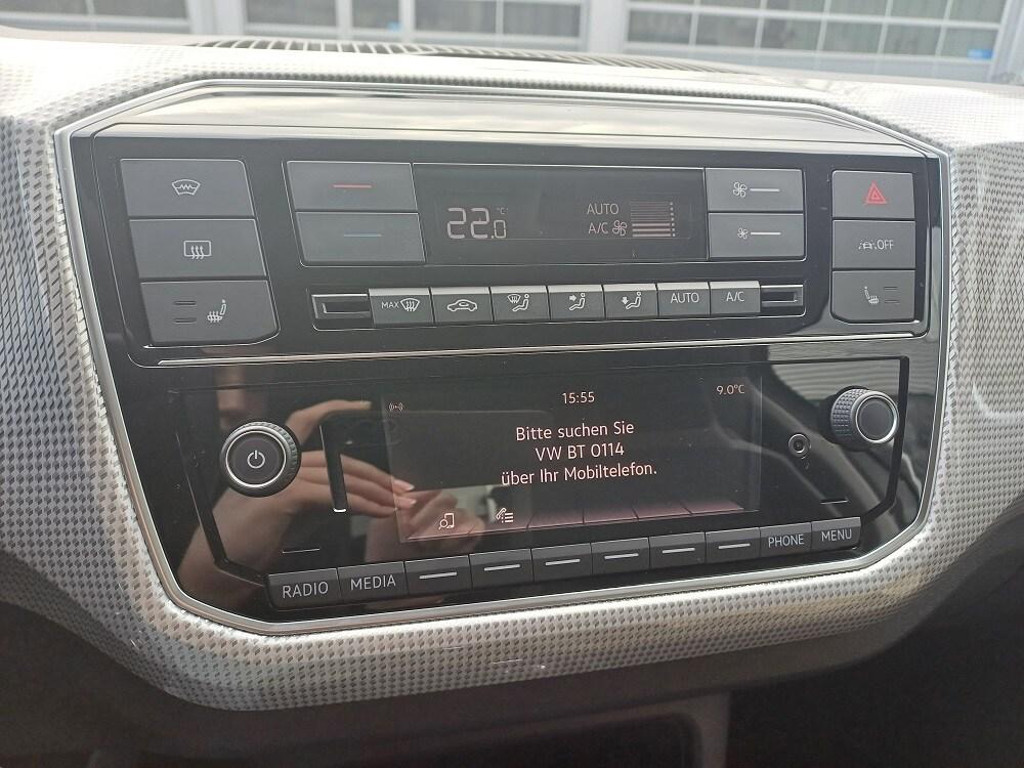 22.0 °C
AUTO
A/C
OFF
MAX
AUTO
A/C
15:55
9.0°C
Bitte suchen Sie
VW BT 0114
über Ihr Mobiltelefon.
RADIO
MEDIA
PHONE
MENU